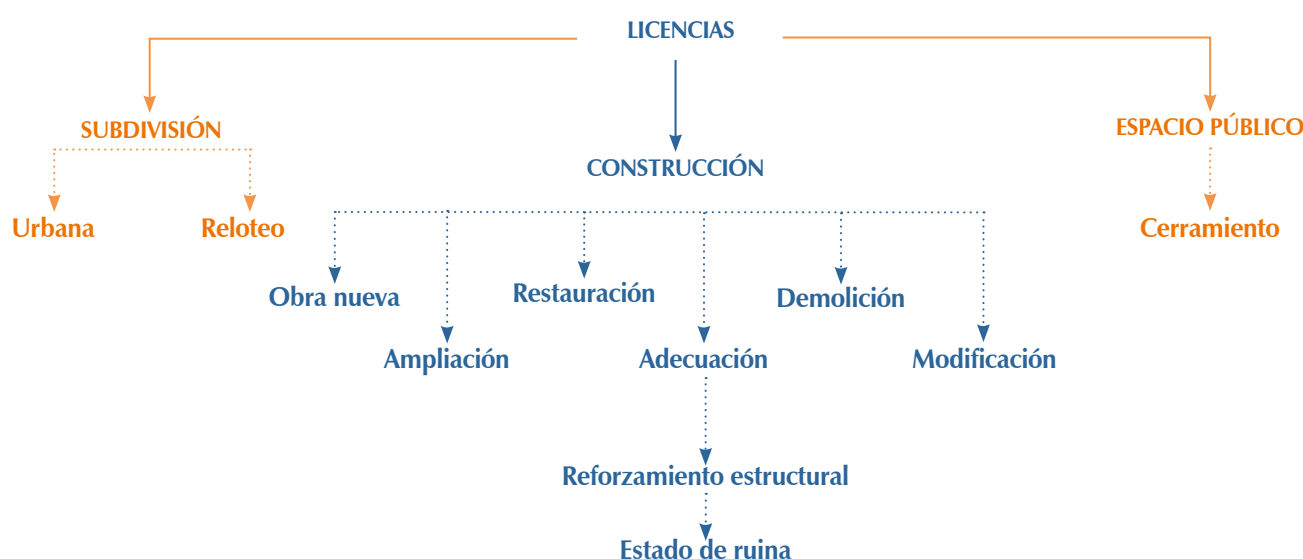 LICENCIAS
SUBDIVISIÓN
ESPACIO PÚBLICO
CONSTRUCCIÓN
Urbana
Reloteo
Cerramiento
Obra nueva
Restauración
Demolición
Ampliación
Adecuación
Modificación
Reforzamiento estructural
Estado de ruina